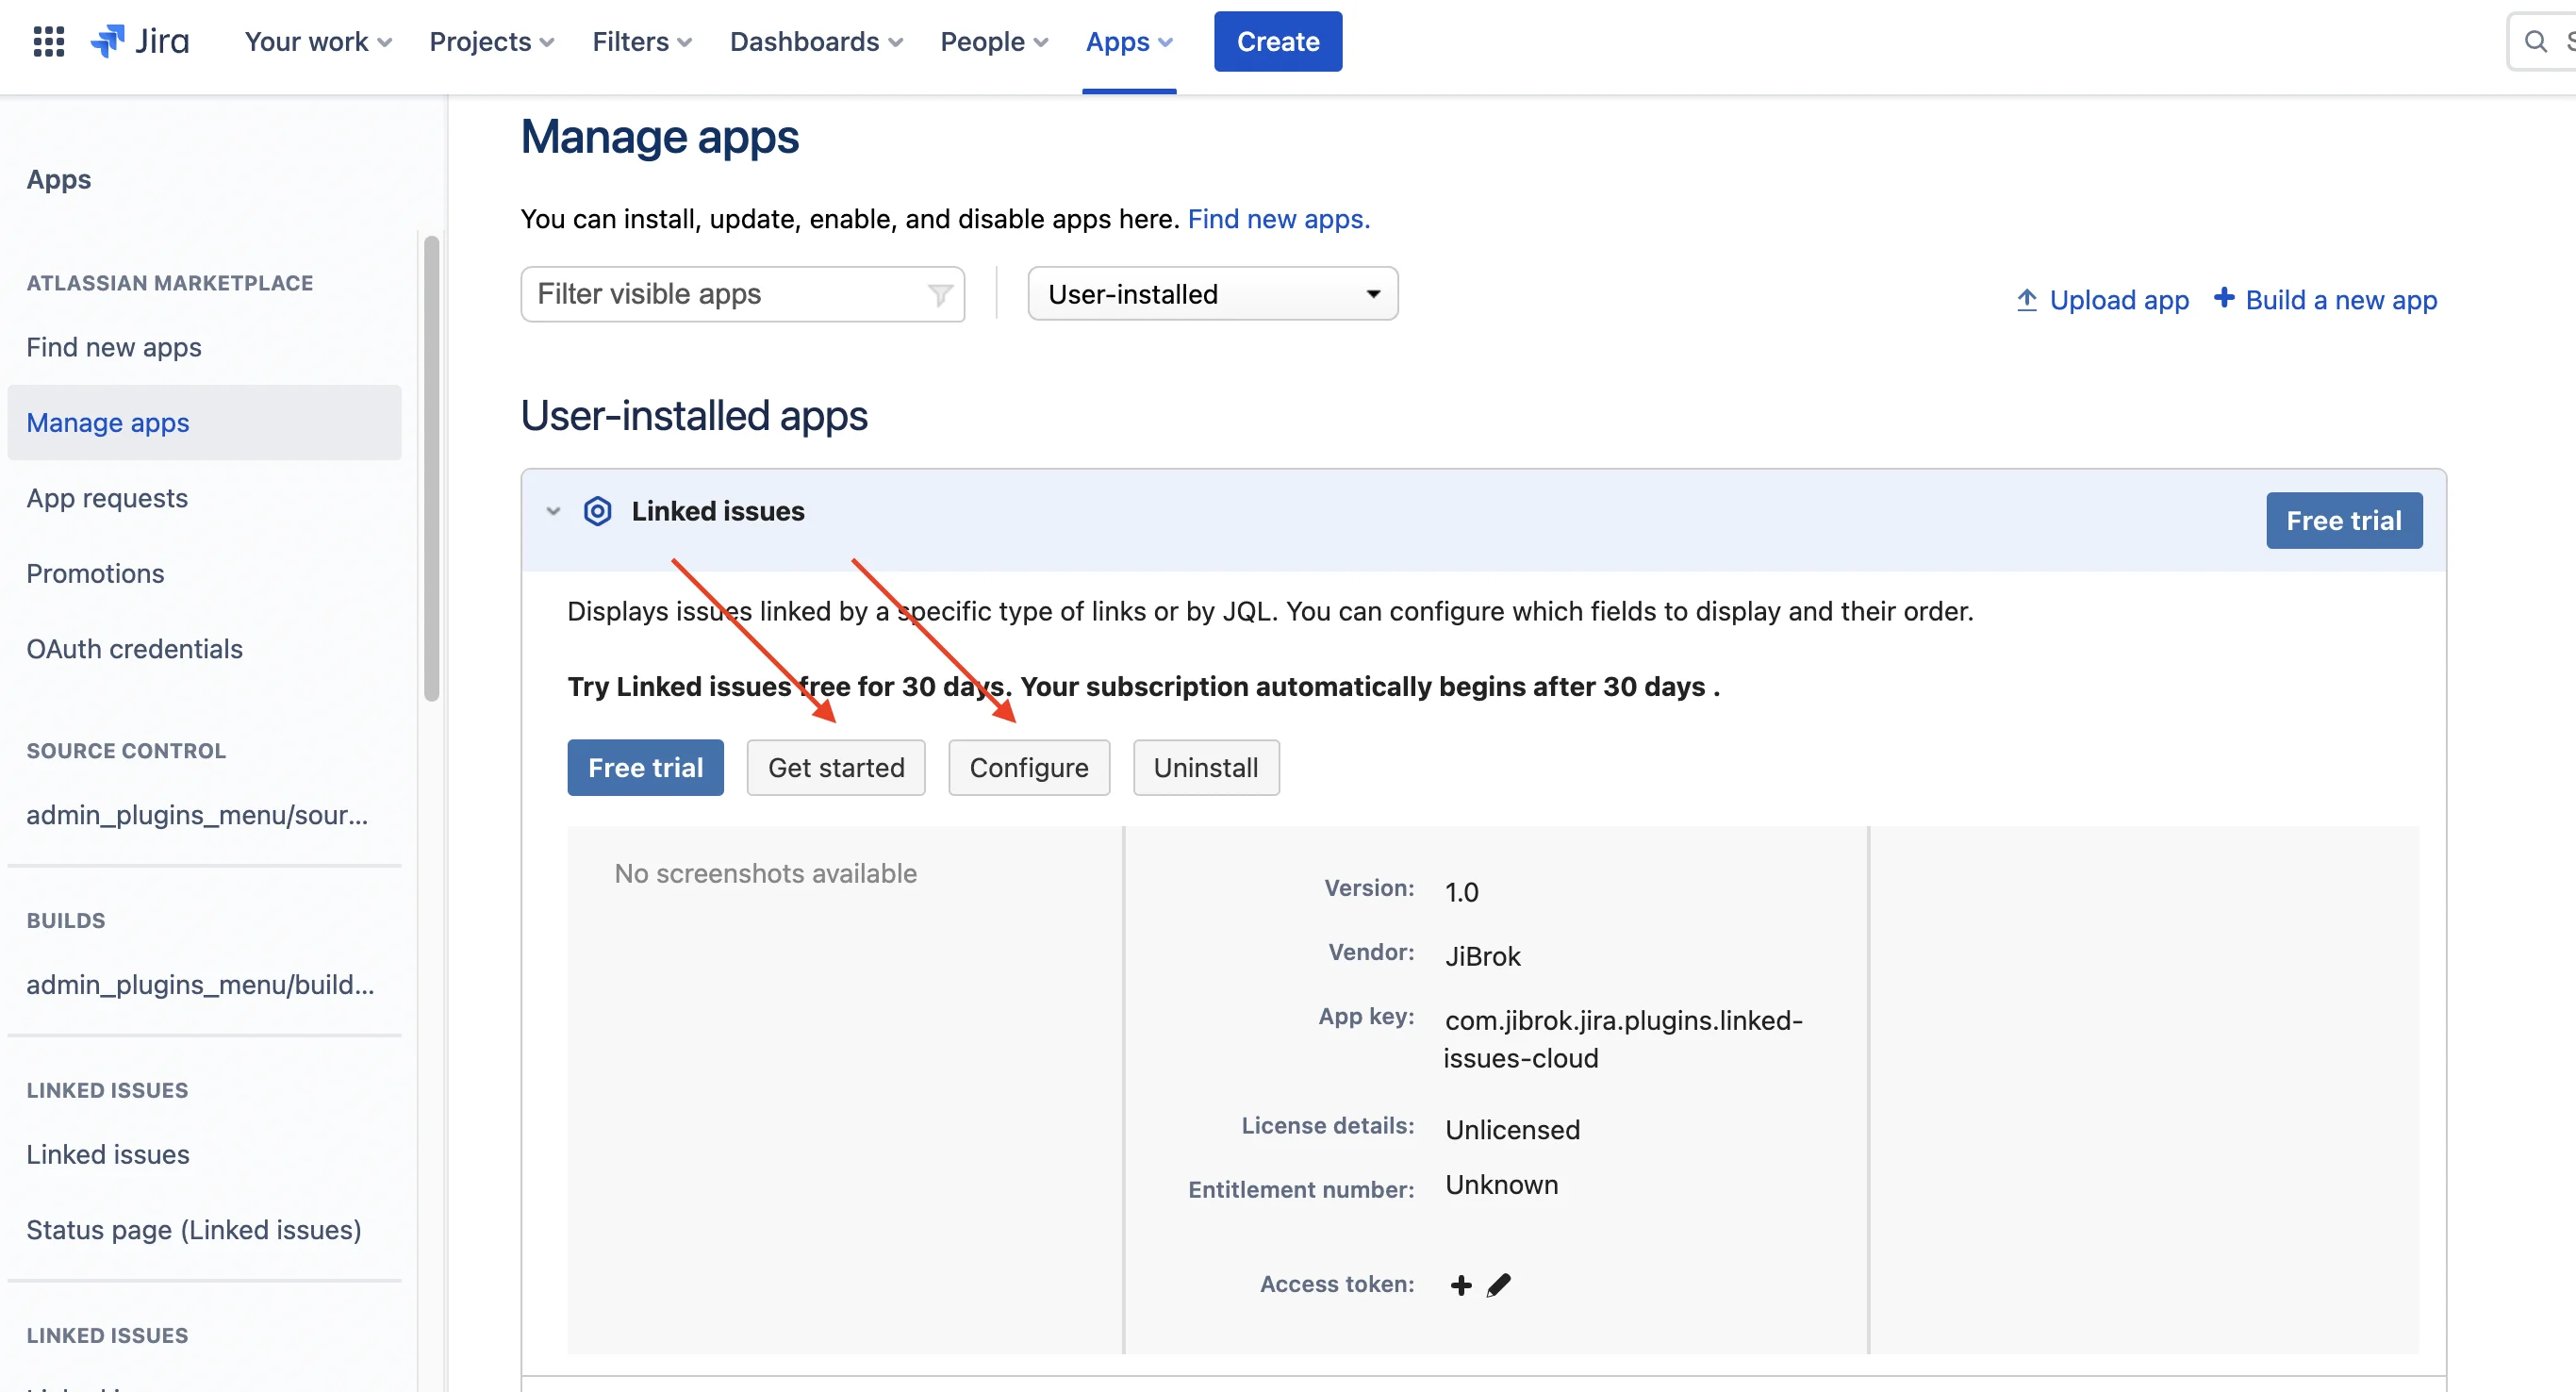 Jira
Your work
Projects
Filters
Dashboards
People
Apps
Create
Apps
ATLASSIAN MARKETPLACE
Find new apps
Manage apps
App requests
Promotions
OAuth credentials
SOURCE CONTROL
admin_plugins_menu/sour...
BUILDS
admin_plugins_menu/build...
LINKED ISSUES
Linked issues
Status page (Linked issues)
LINKED ISSUES
Manage apps
You can install, update, enable, and disable apps here. Find new apps.
Filter visible apps
User-installed
Upload app
Build a new app
User-installed apps
Linked issues
Free trial
Displays issues linked by a specific type of links or by JQL. You can configure which fields to display and their order.
Try Linked issues free for 30 days. Your subscription automatically begins after 30 days .
Free trial
Get started
Configure
Uninstall
No screenshots available
Version: 1.0
Vendor: JiBrok
App key: com.jibrok.jira.plugins.linked-
issues-cloud
License details: Unlicensed
Entitlement number: Unknown
Access token: